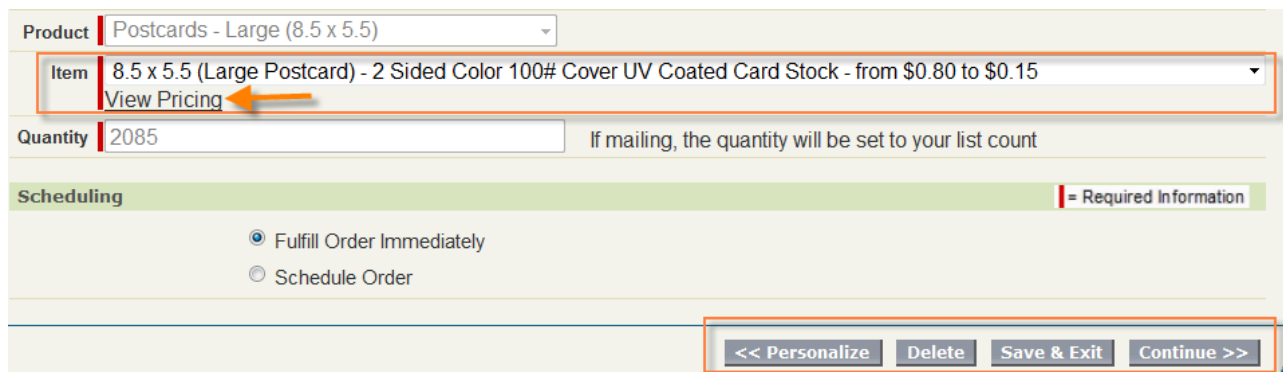 Product Postcards - Large (8.5 x 5.5)
Item 8.5 x 5.5 (Large Postcard) - 2 Sided Color 100# Cover UV Coated Card Stock - from $0.80 to $0.15
View Pricing
Quantity 2085 If mailing, the quantity will be set to your list count
Scheduling = Required Information
Fulfill Order Immediately
Schedule Order
<< Personalize Delete Save & Exit Continue >>